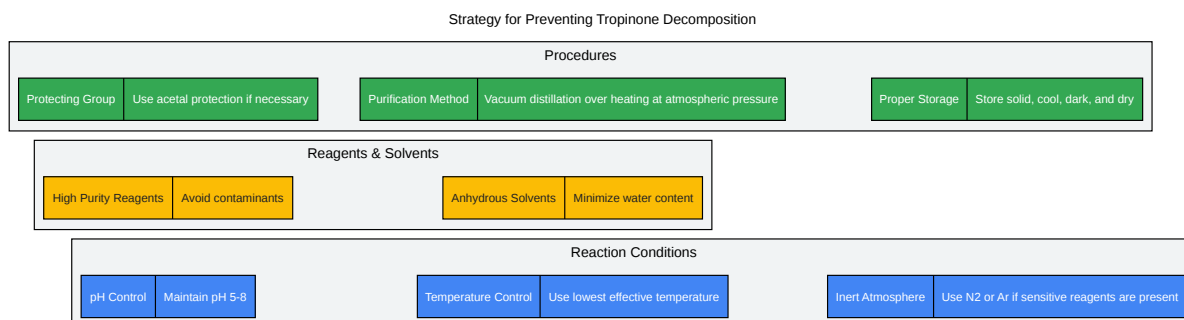 Strategy for Preventing Tropinone Decomposition
Procedures
Protecting Group Use acetal protection if necessary Purification Method Vacuum distillation over heating at atmospheric pressure Proper Storage Store solid, cool, dark, and dry
Reagents & Solvents
High Purity Reagents Avoid contaminants Anhydrous Solvents Minimize water content
Reaction Conditions
pH Control Maintain pH 5-8 Temperature Control Use lowest effective temperature Inert Atmosphere Use N2 or Ar if sensitive reagents are present